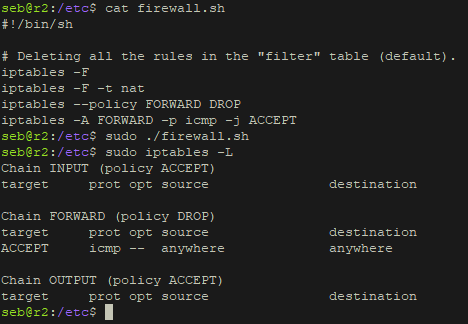 seb@r2:/etc$ cat firewall.sh
#!/bin/sh

# Deleting all the rules in the "filter" table (default).
iptables -F
iptables -F -t nat
iptables --policy FORWARD DROP
iptables -A FORWARD -p icmp -j ACCEPT
seb@r2:/etc$ sudo ./firewall.sh
seb@r2:/etc$ sudo iptables -L
Chain INPUT (policy ACCEPT)
target     prot opt source               destination

Chain FORWARD (policy DROP)
target     prot opt source               destination
ACCEPT     icmp --  anywhere             anywhere

Chain OUTPUT (policy ACCEPT)
target     prot opt source               destination
seb@r2:/etc$